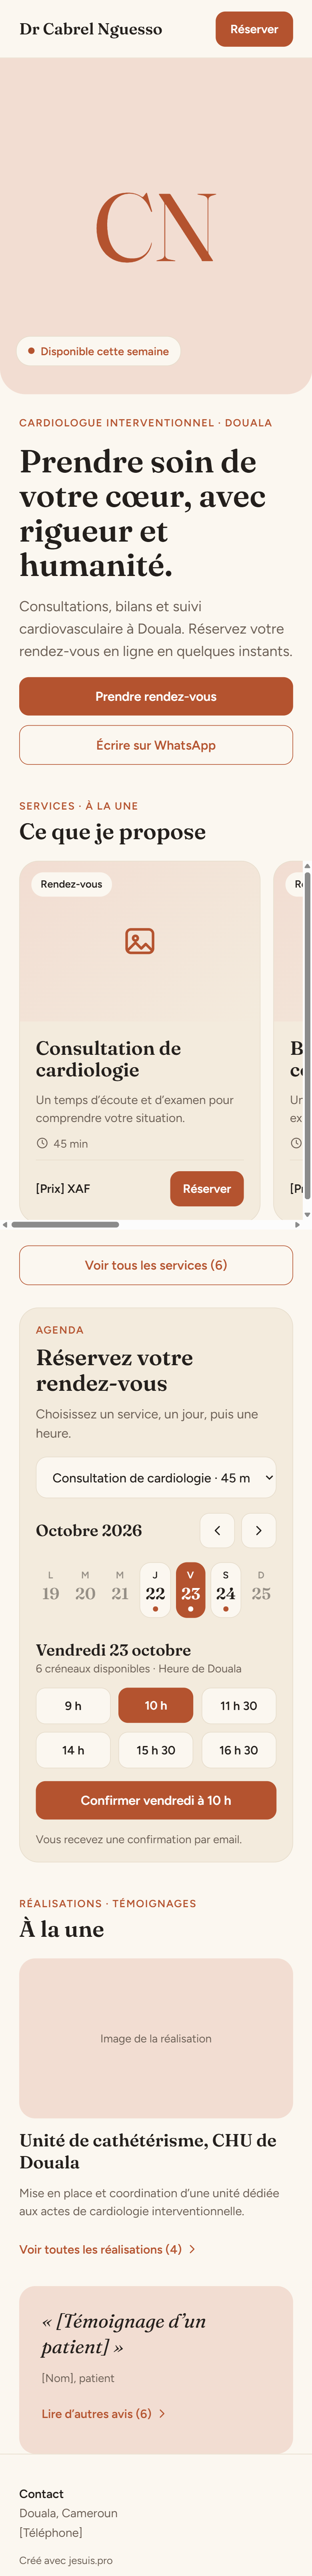 Dr Cabrel Nguesso
Réserver
CN
Disponible cette semaine
CARDIOLOGUE INTERVENTIONNEL · DOUALA
Prendre soin de
votre cœur, avec
rigueur et
humanité.
Consultations, bilans et suivi
cardiovasculaire à Douala. Réservez votre
rendez-vous en ligne en quelques instants.
Prendre rendez-vous
Écrire sur WhatsApp
SERVICES · À LA UNE
Ce que je propose
Rendez-vous
Consultation de
cardiologie
Un temps d’écoute et d’examen pour
comprendre votre situation.
45 min
[Prix] XAF
Réserver
Voir tous les services (6)
AGENDA
Réservez votre
rendez-vous
Choisissez un service, un jour, puis une
heure.
Consultation de cardiologie · 45 m
Octobre 2026
L M M J V S D
19 20 21 22 23 24 25
Vendredi 23 octobre
6 créneaux disponibles · Heure de Douala
9 h 10 h 11 h 30
14 h 15 h 30 16 h 30
Confirmer vendredi à 10 h
Vous recevez une confirmation par email.
RÉALISATIONS · TÉMOIGNAGES
À la une
Image de la réalisation
Unité de cathétérisme, CHU de
Douala
Mise en place et coordination d’une unité dédiée
aux actes de cardiologie interventionnelle.
Voir toutes les réalisations (4)
« [Témoignage d’un
patient] »
[Nom], patient
Lire d’autres avis (6)
Contact
Douala, Cameroun
[Téléphone]
Créé avec jesuis.pro